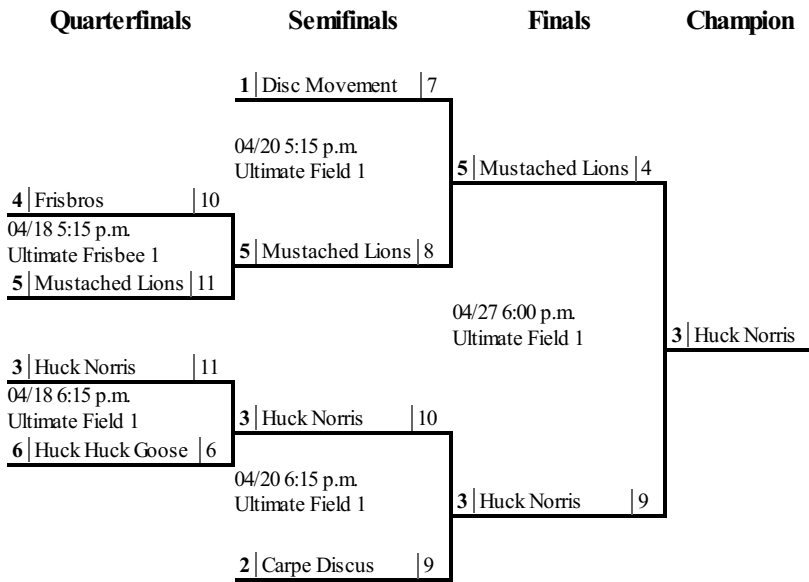 Quarterfinals Semifinals Finals Champion
1 Disc Movement 7
04/20 5:15 p.m.
Ultimate Field 1
5 Mustached Lions 4
4 Frisbros 10
04/18 5:15 p.m.
Ultimate Frisbee 1
5 Mustached Lions 8
5 Mustached Lions 11
04/27 6:00 p.m.
Ultimate Field 1
3 Huck Norris
3 Huck Norris 11
04/18 6:15 p.m.
Ultimate Field 1
3 Huck Norris 10
6 Huck Huck Goose 6
04/20 6:15 p.m.
Ultimate Field 1
3 Huck Norris 9
2 Carpe Discus 9